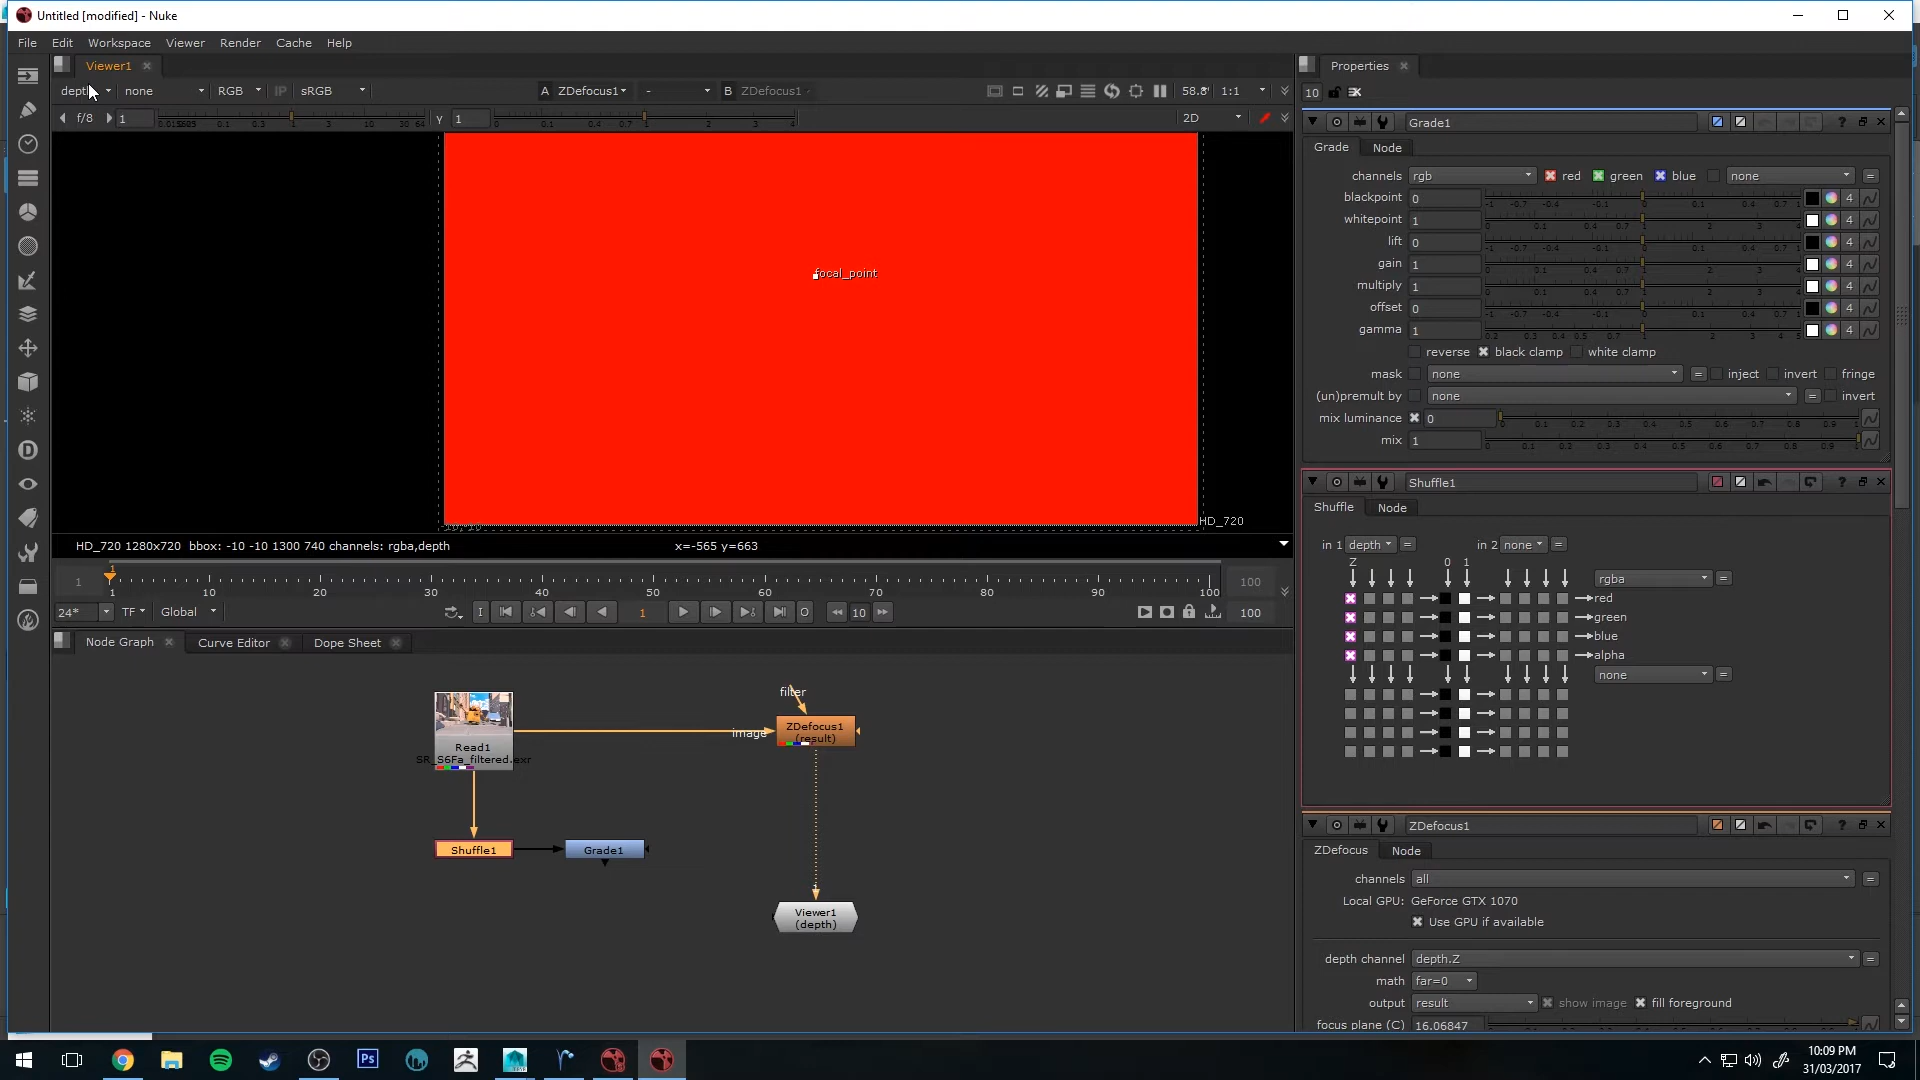 Untitled [modified] - Nuke
File Edit Workspace Viewer Render Cache Help
Viewer1
depth none RGB IP sRGB A ZDefocus1 - B ZDefocus1 58.8 1:1
f/8 1 y 1 2D
focal_point
HD_720
HD_720 1280x720 bbox: -10 -10 1300 740 channels: rgba,depth x=-565 y=663
1 1 10 20 30 40 50 60 70 80 90 100 100
24* TF Global 1 10 100
Node Graph Curve Editor Dope Sheet
filter
ZDefocus1
(result)
image
Read1
SR_S6Fa_filtered.exr
Shuffle1 Grade1
Viewer1
(depth)
Properties
10
Grade1
Grade Node
channels rgb red green blue none =
blackpoint 0
whitepoint 1
lift 0
gain 1
multiply 1
offset 0
gamma 1
reverse black clamp white clamp
mask none = inject invert fringe
(un)premult by none = invert
mix luminance 0
mix 1
Shuffle1
Shuffle Node
in 1 depth = in 2 none =
Z 0 1
rgba =
red
green
blue
alpha
none =
ZDefocus1
ZDefocus Node
channels all =
Local GPU: GeForce GTX 1070
Use GPU if available
depth channel depth.Z =
math far=0
output result show image fill foreground
focus plane (C) 16.06847
10:09 PM
31/03/2017